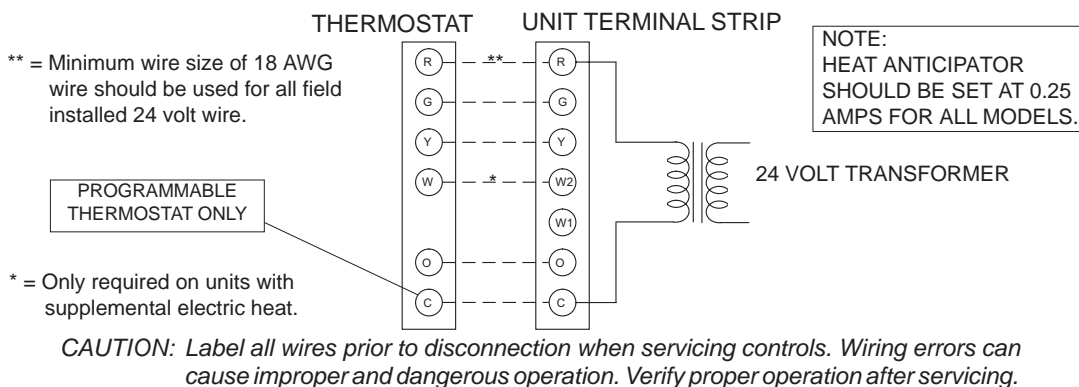 THERMOSTAT
UNIT TERMINAL STRIP
** = Minimum wire size of 18 AWG
wire should be used for all field
installed 24 volt wire.
NOTE:
HEAT ANTICIPATOR
SHOULD BE SET AT 0.25
AMPS FOR ALL MODELS.
R ** R
G G
Y Y
W * W2
W1
O O
C C
24 VOLT TRANSFORMER
PROGRAMMABLE
THERMOSTAT ONLY
* = Only required on units with
supplemental electric heat.
CAUTION: Label all wires prior to disconnection when servicing controls. Wiring errors can
cause improper and dangerous operation. Verify proper operation after servicing.